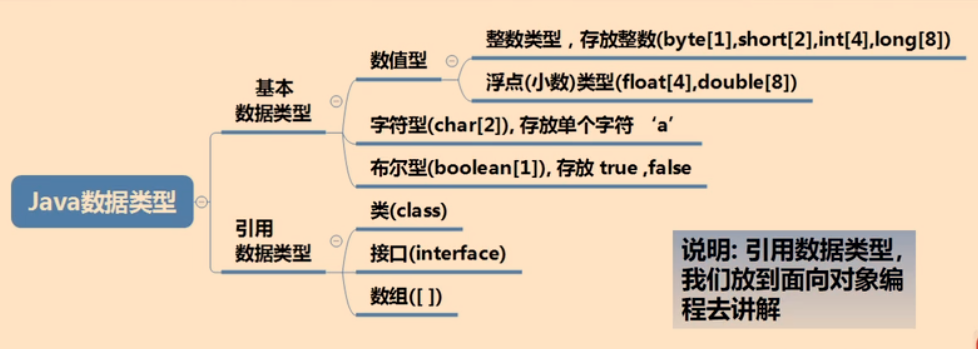 整数类型，存放整数(byte[1],short[2],int[4],long[8])
数值型
浮点(小数)类型(float[4],double[8])
基本
数据类型
字符型(char[2]), 存放单个字符 ‘a’
布尔型(boolean[1]), 存放 true ,false
Java数据类型
类(class)
引用
数据类型
接口(interface)
数组([ ])
说明: 引用数据类型，
我们放到面向对象编
程去讲解